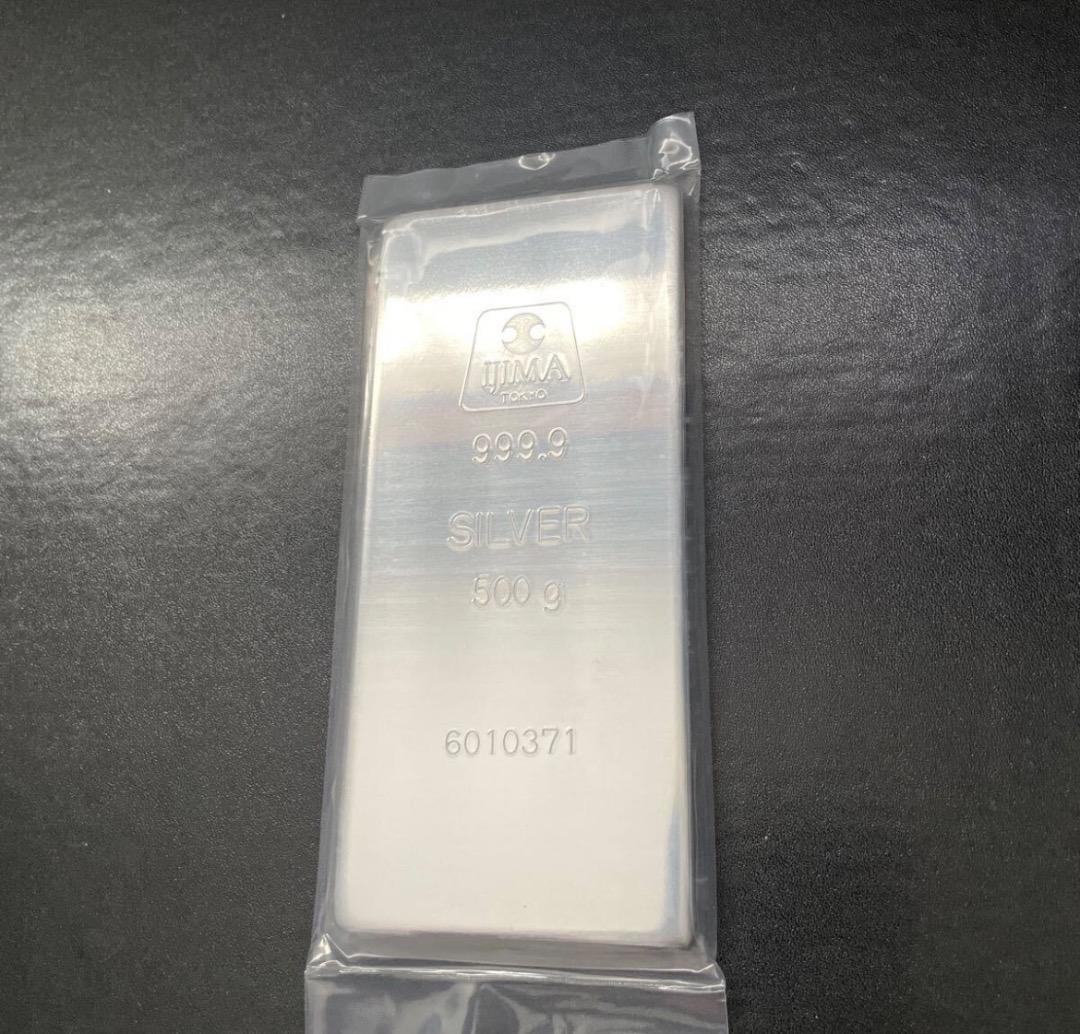 IJIMA
TOKYO
999.9
SILVER
500 g
6010371